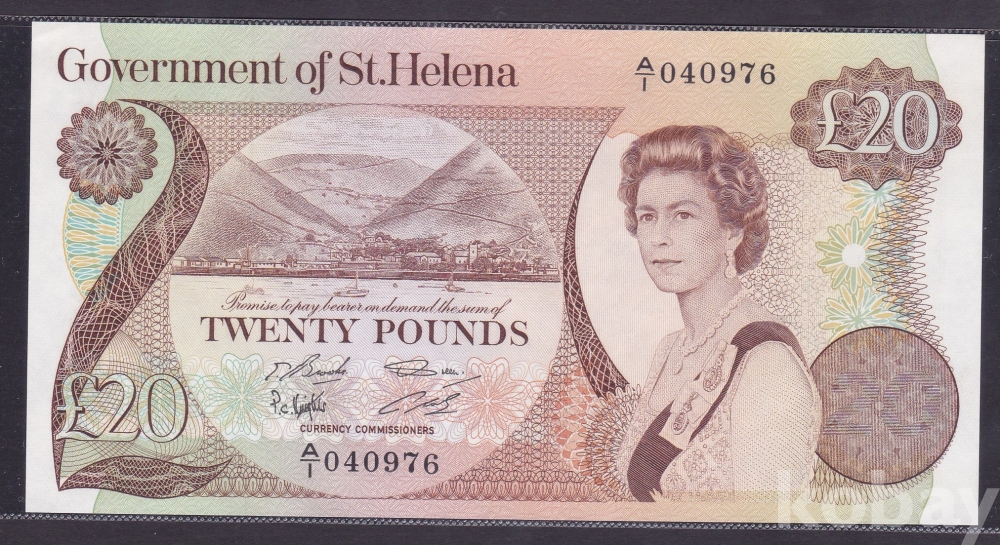 Government of St.Helena
A/1 040976
£20
Promise to pay bearer on demand the sum of
TWENTY POUNDS
£20
CURRENCY COMMISSIONERS
A/1 040976
kopay